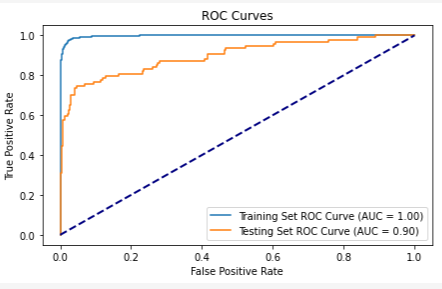 ROC Curves
True Positive Rate
1.0
0.8
0.6
0.4
0.2
0.0
Training Set ROC Curve (AUC = 1.00)
Testing Set ROC Curve (AUC = 0.90)
0.0 0.2 0.4 0.6 0.8 1.0
False Positive Rate